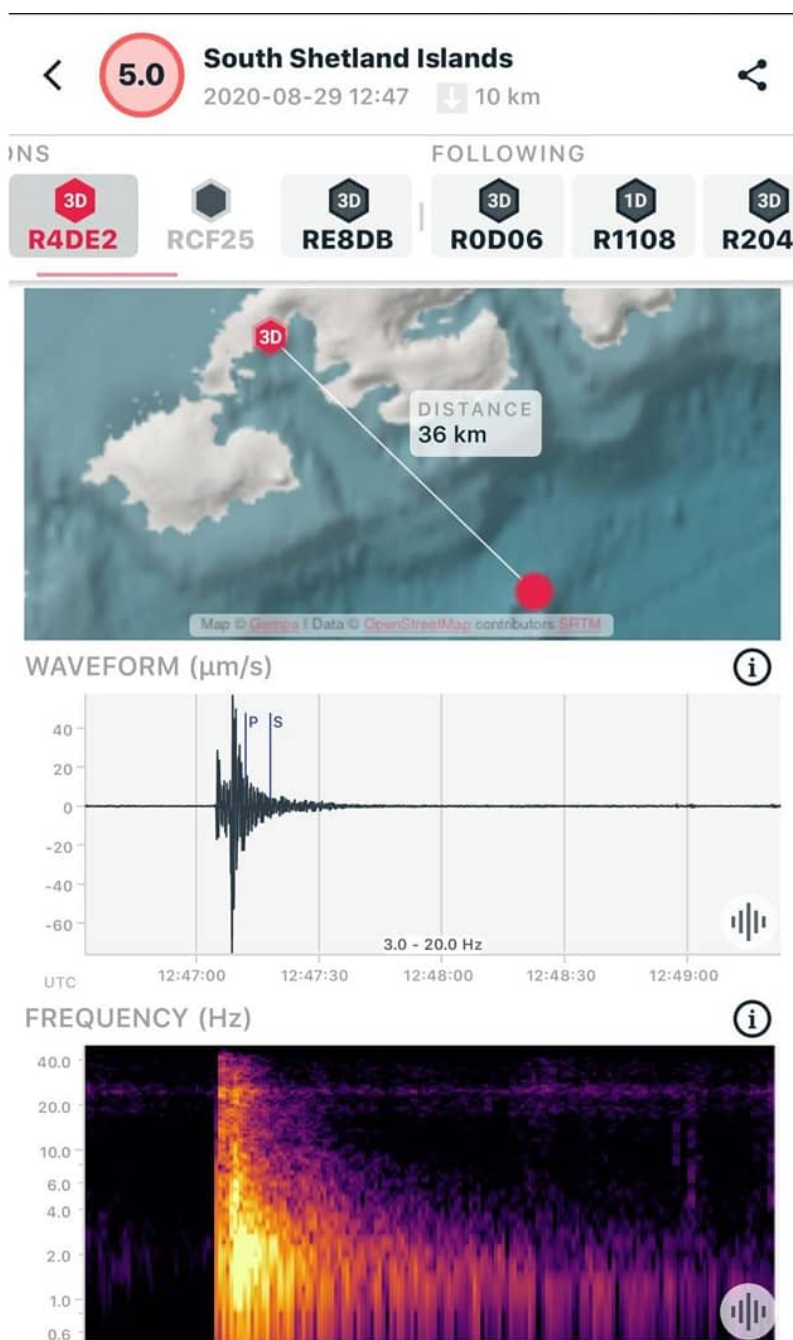 5.0
South Shetland Islands
2020-08-29 12:47 10 km
ONS
FOLLOWING
3D
R4DE2
RCF25
3D
RE8DB
3D
R0D06
1D
R1108
3D
R204
3D
DISTANCE
36 km
Map © Gempa | Data © OpenStreetMap contributors SRTM
WAVEFORM (µm/s)
i
40
20
0
-20
-40
-60
P S
3.0 - 20.0 Hz
UTC
12:47:00 12:47:30 12:48:00 12:48:30 12:49:00
FREQUENCY (Hz)
i
40.0
20.0
10.0
6.0
4.0
2.0
1.0
0.6